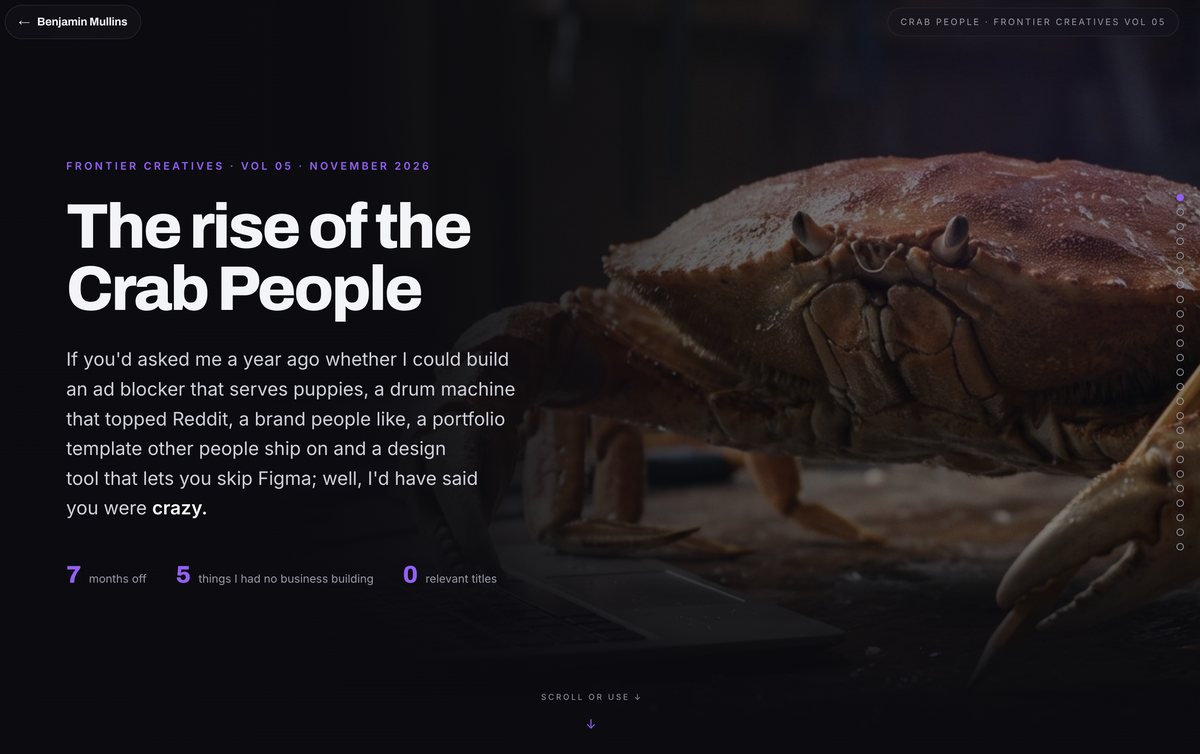 ← Benjamin Mullins
CRAB PEOPLE · FRONTIER CREATIVES VOL 05
FRONTIER CREATIVES · VOL 05 · NOVEMBER 2026
The rise of the
Crab People
If you'd asked me a year ago whether I could build
an ad blocker that serves puppies, a drum machine
that topped Reddit, a brand people like, a portfolio
template other people ship on and a design
tool that lets you skip Figma; well, I'd have said
you were crazy.
7 months off 5 things I had no business building 0 relevant titles
SCROLL OR USE ↓
↓